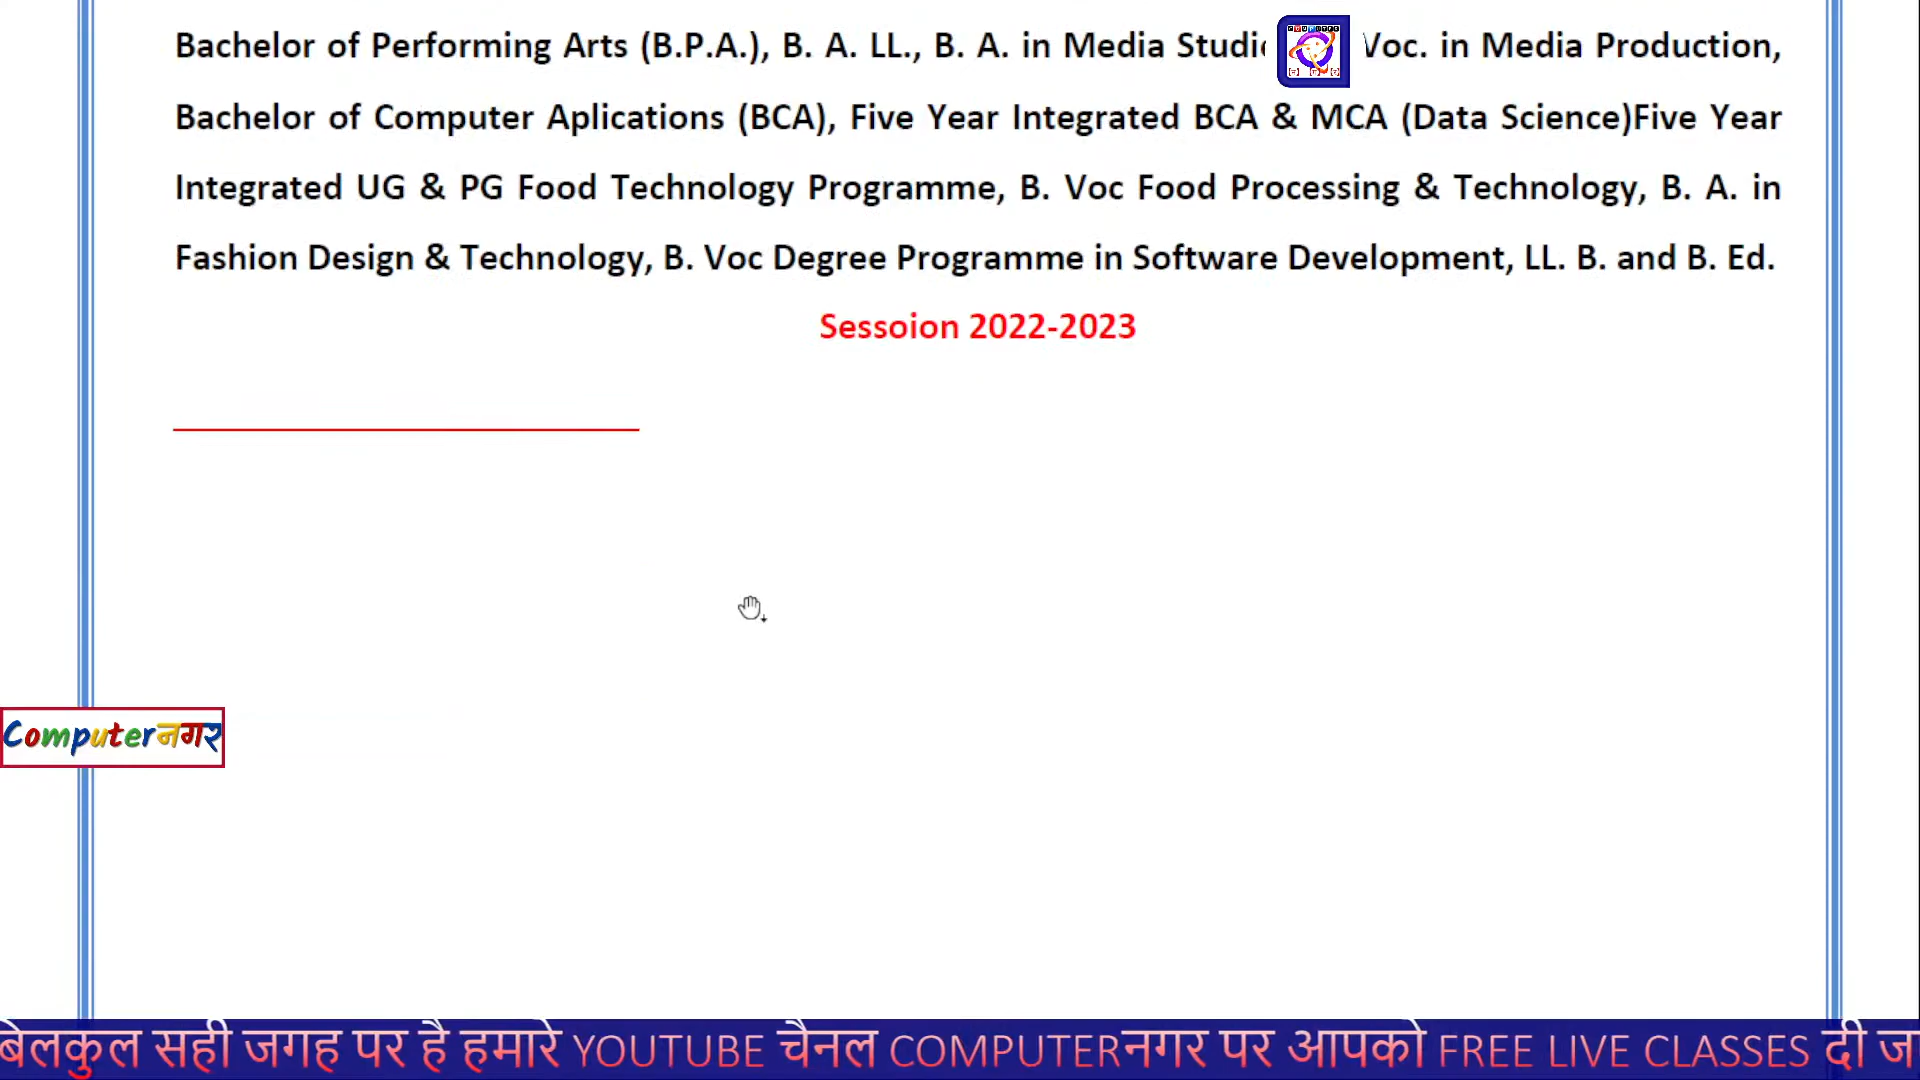 Bachelor of Performing Arts (B.P.A.), B. A. LL., B. A. in Media Voc. in Media Production,
Bachelor of Computer Aplications (BCA), Five Year Integrated BCA & MCA (Data Science)Five Year
Integrated UG & PG Food Technology Programme, B. Voc Food Processing & Technology, B. A. in
Fashion Design & Technology, B. Voc Degree Programme in Software Development, LL. B. and B. Ed.
Sessoion 2022-2023
Computerनगर
बिलकुल सही जगह पर है हमारे YOUTUBE चैनल COMPUTERनगर पर आपको FREE LIVE CLASSES दी